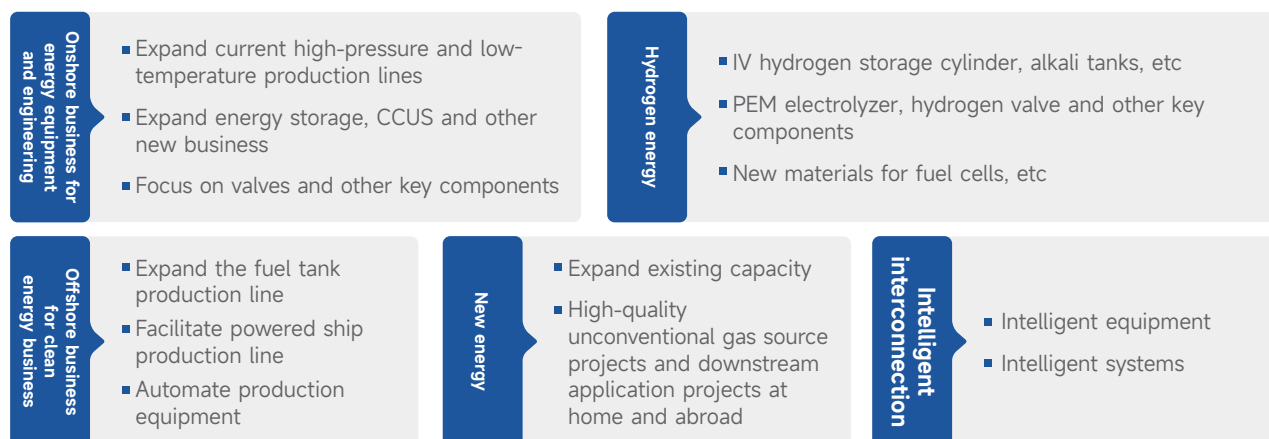 Onshore business for
energy equipment
and engineering
Expand current high-pressure and low-
temperature production lines
Expand energy storage, CCUS and other
new business
Focus on valves and other key components
Hydrogen energy
IV hydrogen storage cylinder, alkali tanks, etc
PEM electrolyzer, hydrogen valve and other key
components
New materials for fuel cells, etc
Offshore business
for clean
energy business
Expand the fuel tank
production line
Facilitate powered ship
production line
Automate production
equipment
New energy
Expand existing capacity
High-quality
unconventional gas source
projects and downstream
application projects at
home and abroad
Intelligent
interconnection
Intelligent equipment
Intelligent systems